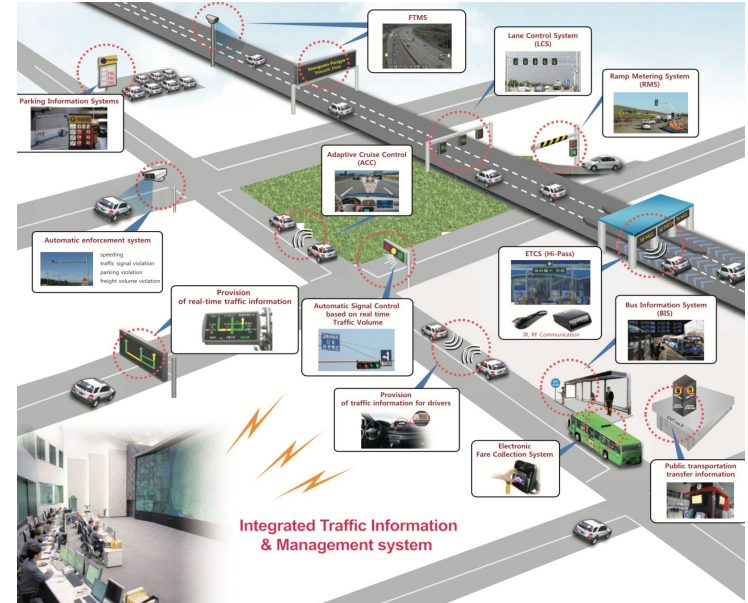 FTMS
Lane Control System
(LCS)
Ramp Metering System
(RMS)
Parking Information Systems
Adaptive Cruise Control
(ACC)
Automatic enforcement system
speeding
traffic signal violation
parking violation
freight volume violation
ETCS (Hi-Pass)
IR, RF Communication
Provision
of real-time traffic information
Automatic Signal Control
based on real time
Traffic Volume
Bus Information System
(BIS)
Provision
of traffic information for drivers
Electronic
Fare Collection System
Public transportation
transfer information
Integrated Traffic Information
& Management system